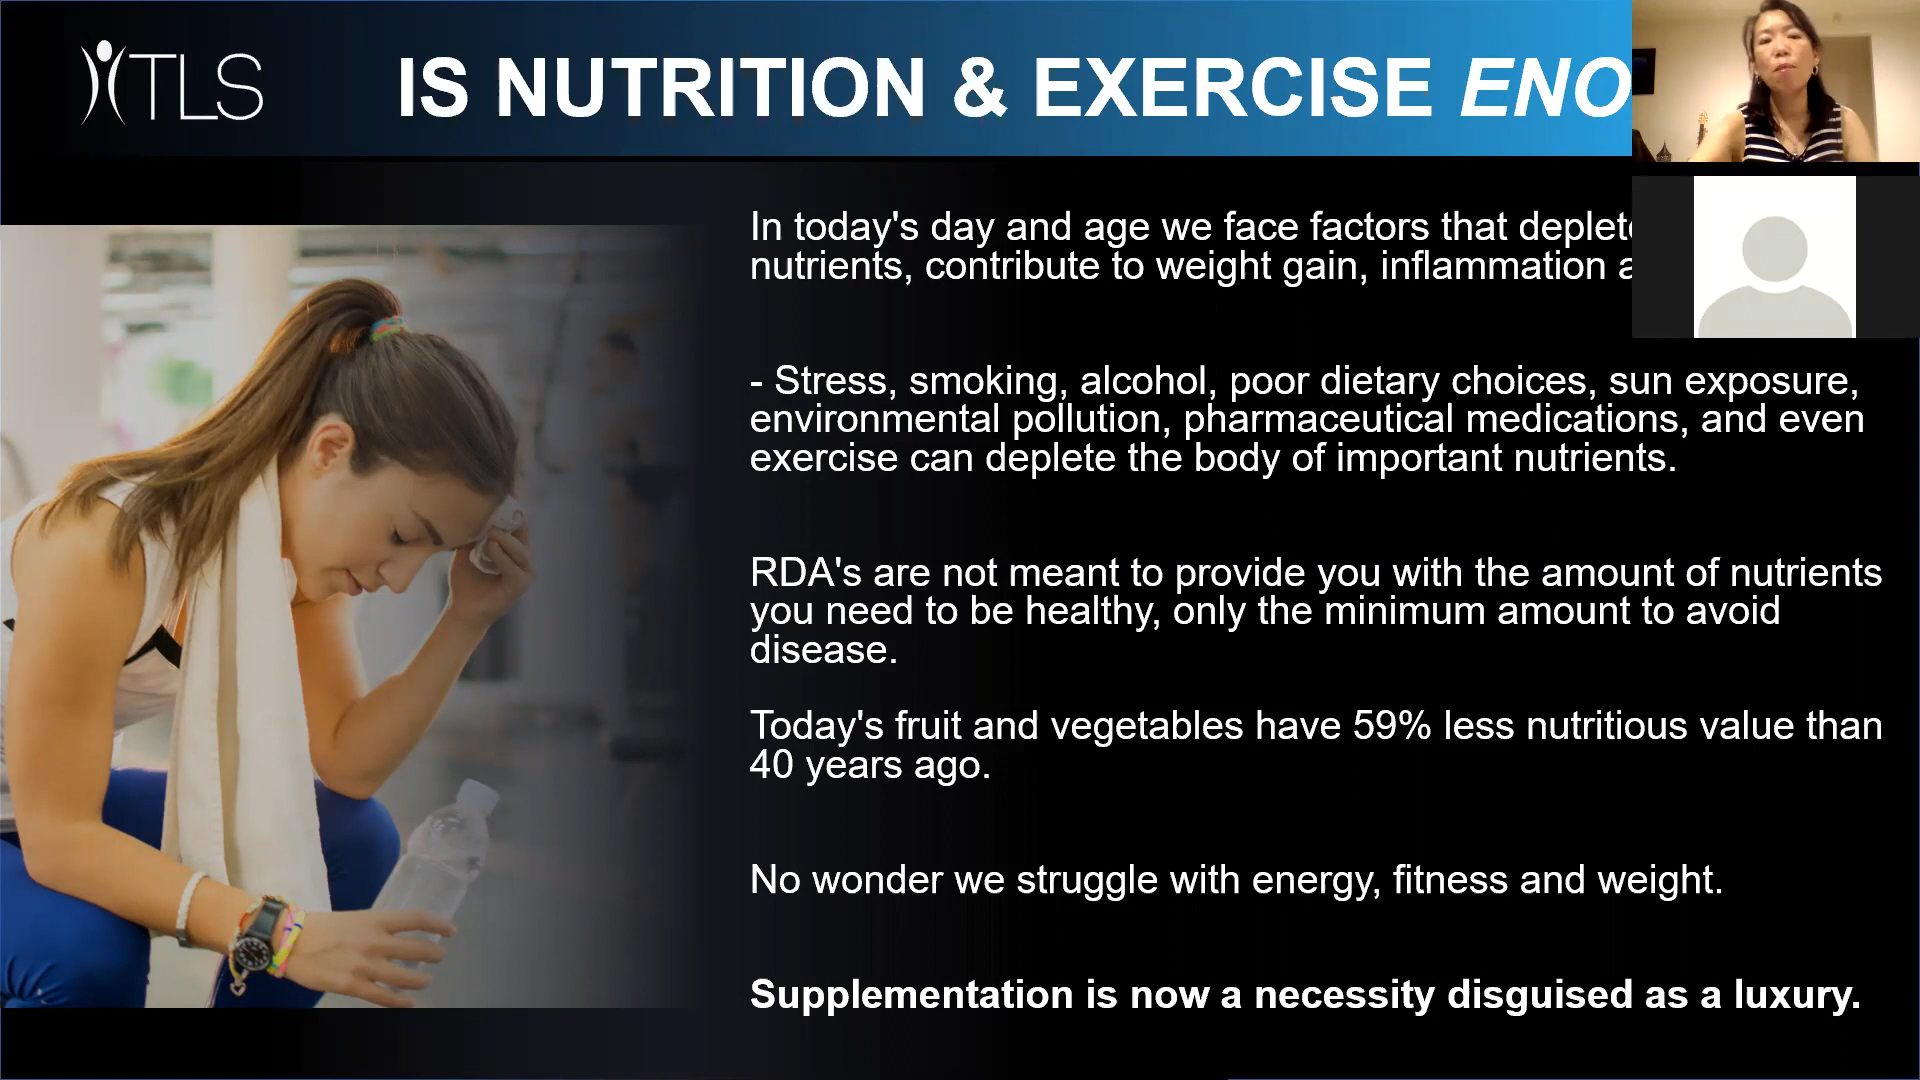 TLS
IS NUTRITION & EXERCISE
In today's day and age we face factors that
nutrients, contribute to weight gain, inflammation
- Stress, smoking, alcohol, poor dietary choices, sun exposure,
environmental pollution, pharmaceutical medications, and even
exercise can deplete the body of important nutrients.
RDA's are not meant to provide you with the amount of nutrients
you need to be healthy, only the minimum amount to avoid
disease.
Today's fruit and vegetables have 59% less nutritious value than
40 years ago.
No wonder we struggle with energy, fitness and weight.
Supplementation is now a necessity disguised as a luxury.